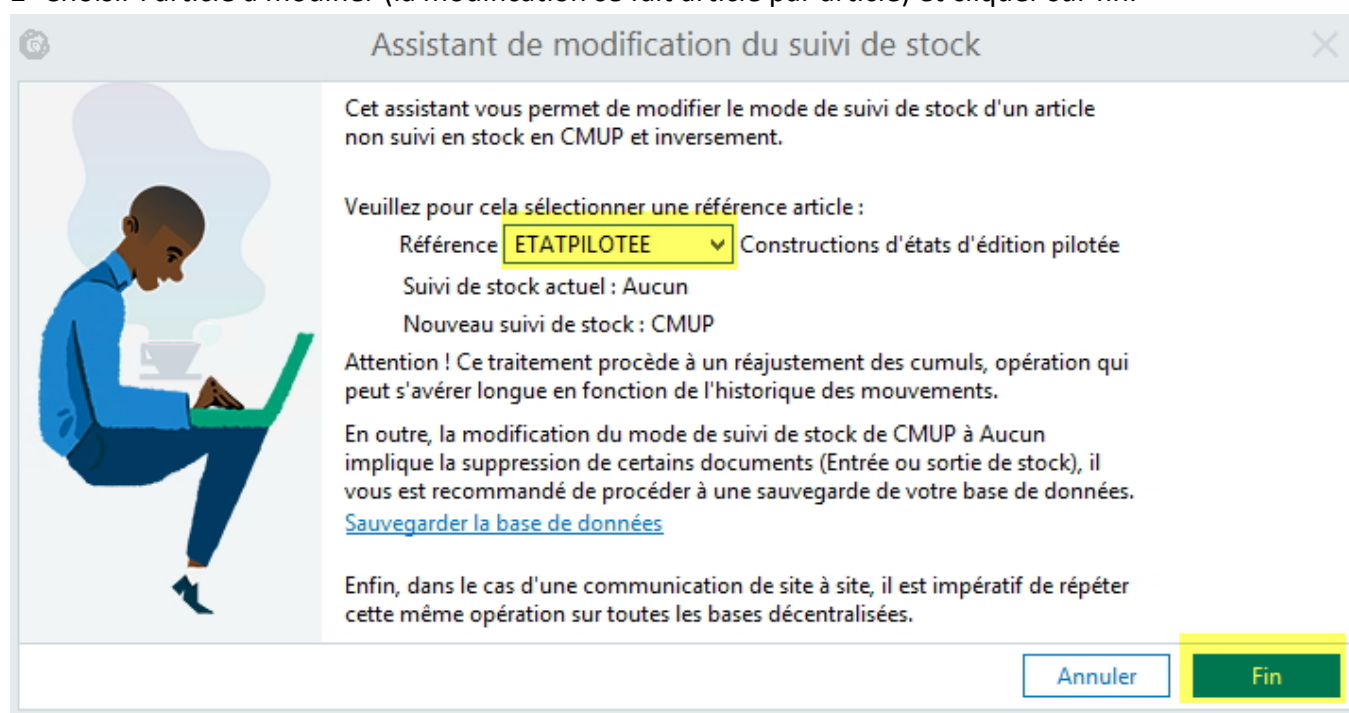 Assistant de modification du suivi de stock
Cet assistant vous permet de modifier le mode de suivi de stock d'un article
non suivi en stock en CMUP et inversement.
Veuillez pour cela sélectionner une référence article :
Référence ETATPILOTEE Constructions d'états d'édition pilotée
Suivi de stock actuel : Aucun
Nouveau suivi de stock : CMUP
Attention ! Ce traitement procède à un réajustement des cumuls, opération qui
peut s'avérer longue en fonction de l'historique des mouvements.
En outre, la modification du mode de suivi de stock de CMUP à Aucun
implique la suppression de certains documents (Entrée ou sortie de stock), il
vous est recommandé de procéder à une sauvegarde de votre base de données.
Sauvegarder la base de données
Enfin, dans le cas d'une communication de site à site, il est impératif de répéter
cette même opération sur toutes les bases décentralisées.
Annuler Fin